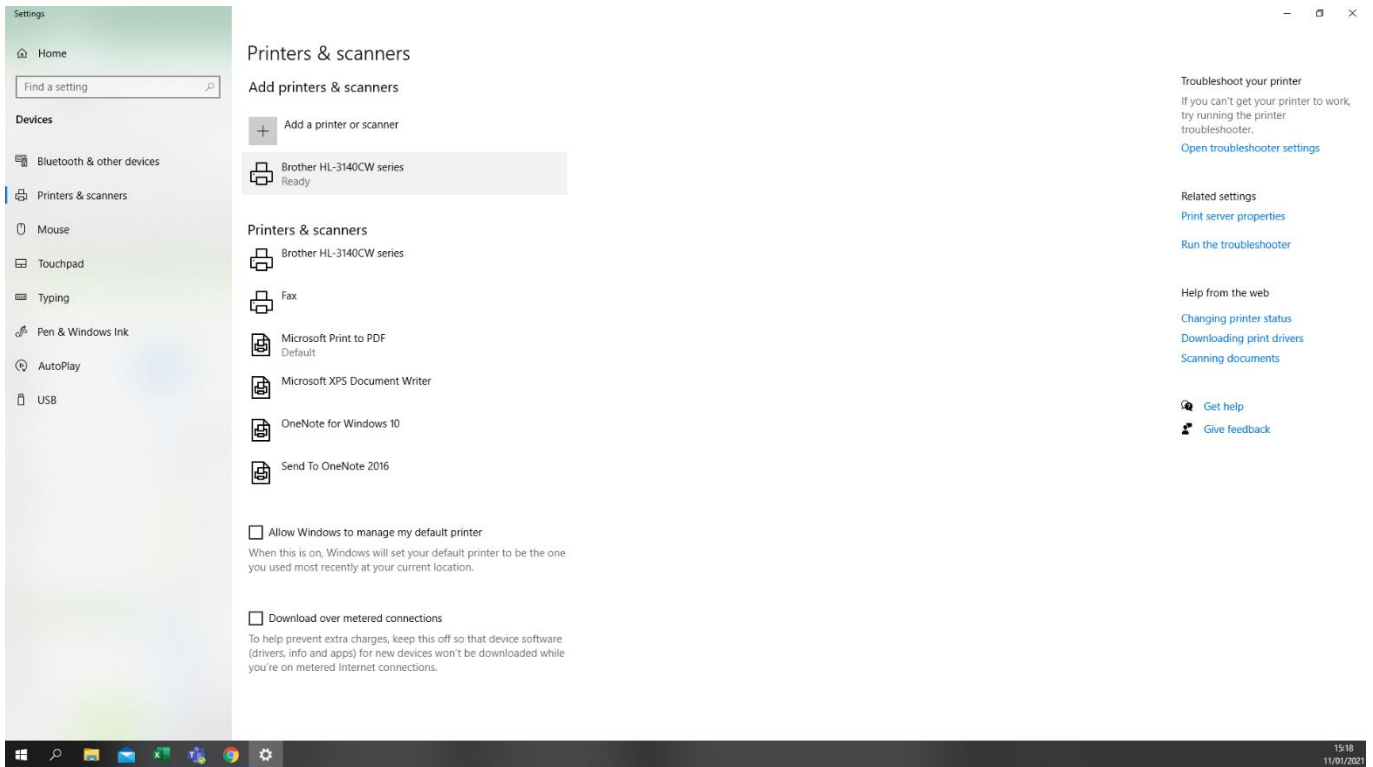 Settings
Home
Find a setting
Devices
Bluetooth & other devices
Printers & scanners
Mouse
Touchpad
Typing
Pen & Windows Ink
AutoPlay
USB
Printers & scanners
Add printers & scanners
Add a printer or scanner
Brother HL-3140CW series
Ready
Printers & scanners
Brother HL-3140CW series
Fax
Microsoft Print to PDF
Default
Microsoft XPS Document Writer
OneNote for Windows 10
Send To OneNote 2016
Allow Windows to manage my default printer
When this is on, Windows will set your default printer to be the one
you used most recently at your current location.
Download over metered connections
To help prevent extra charges, keep this off so that device software
(drivers, info and apps) for new devices won't be downloaded while
you're on metered Internet connections.
Troubleshoot your printer
If you can't get your printer to work,
try running the printer
troubleshooter.
Open troubleshooter settings
Related settings
Print server properties
Run the troubleshooter
Help from the web
Changing printer status
Downloading print drivers
Scanning documents
Get help
Give feedback
15:18
11/01/2021